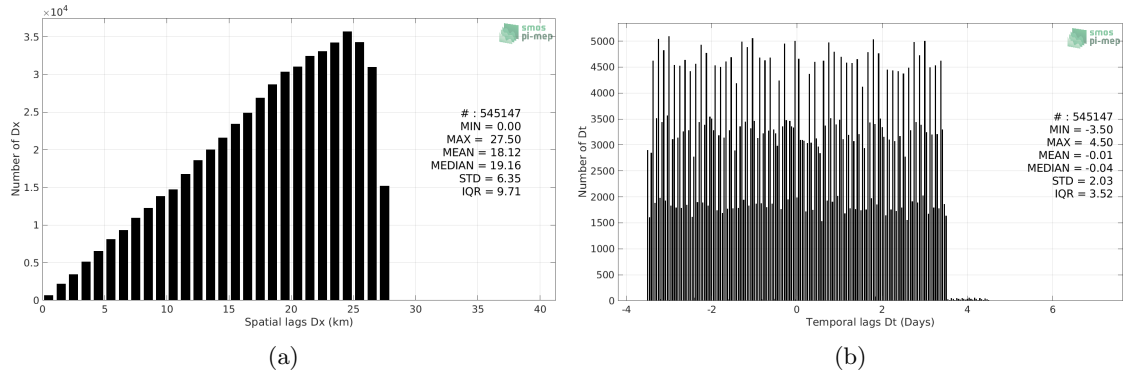 ×10⁴
3.5
3
2.5
2
1.5
1
0.5
0
0
5
10
15
20
25
30
35
40
Number of Dx
Spatial lags Dx (km)
smos
pi-mep
# : 545147
MIN = 0.00
MAX = 27.50
MEAN = 18.12
MEDIAN = 19.16
STD = 6.35
IQR = 9.71
(a)
5000
4500
4000
3500
3000
2500
2000
1500
1000
500
0
-4
-2
0
2
4
6
Number of Dt
Temporal lags Dt (Days)
smos
pi-mep
# : 545147
MIN = -3.50
MAX = 4.50
MEAN = -0.01
MEDIAN = -0.04
STD = 2.03
IQR = 3.52
(b)